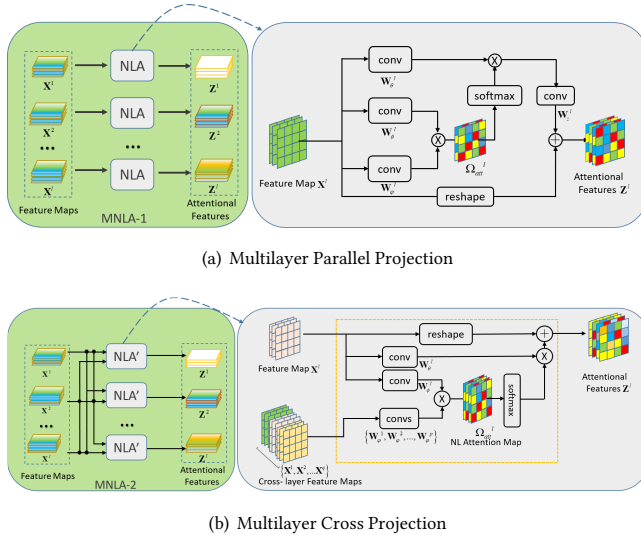 NLA
X¹
Z¹
NLA
X²
Z²
...
...
NLA
Xˡ
Zˡ
Feature Maps
Attentional
Features
MNLA-1
conv
softmax
conv
conv
conv
Feature Map Xˡ
reshape
Attentional
Features Zˡ
(a) Multilayer Parallel Projection
NLA'
X¹
Z¹
NLA'
X²
Z²
...
...
NLA'
Xˡ
Zˡ
Feature Maps
Attentional
Features
MNLA-2
reshape
Feature Map Xˡ
conv
conv
convs
softmax
NL Attention Map
Cross- layer Feature Maps
Attentional
Features Zˡ
(b) Multilayer Cross Projection